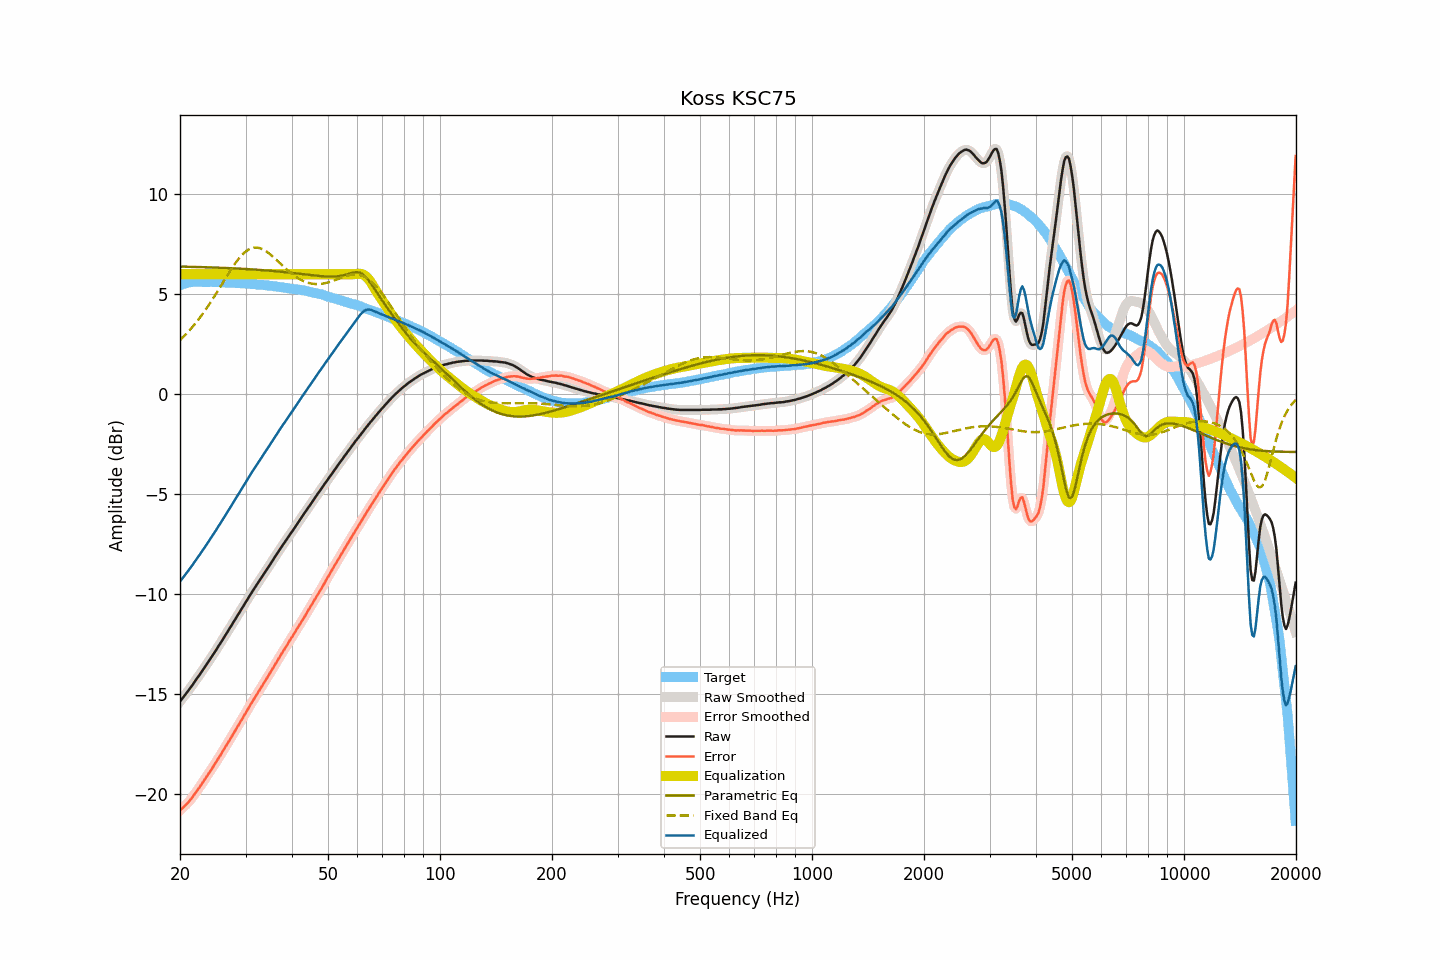 Koss KSC75
10
5
0
−5
−10
−15
−20
Amplitude (dBr)
Target
Raw Smoothed
Error Smoothed
Raw
Error
Equalization
Parametric Eq
Fixed Band Eq
Equalized
20 50 100 200 500 1000 2000 5000 10000 20000
Frequency (Hz)